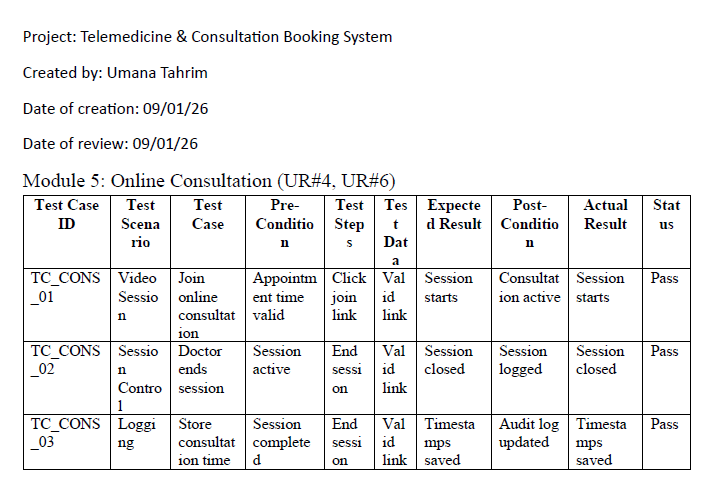 Project: Telemedicine & Consultation Booking System
Created by: Umana Tahrim
Date of creation: 09/01/26
Date of review: 09/01/26
Module 5: Online Consultation (UR#4, UR#6)
Test Case Test Test Pre- Test Tes Expecte Post- Actual Stat
ID Scena Case Conditio Step t d Result Conditio Result us
rio n s Dat n
a
TC_CONS Video Join Appointm Click Val Session Consultat Session Pass
_01 Sessio online ent time join id starts ion active starts
n consultat valid link link
ion
TC_CONS Sessio Doctor Session End Val Session Session Session Pass
_02 n ends active sessi id closed logged closed
Contro session on link
l
TC_CONS Loggi Store Session End Val Timesta Audit log Timesta Pass
_03 ng consultat complete sessi id mps updated mps
ion time d on link saved saved